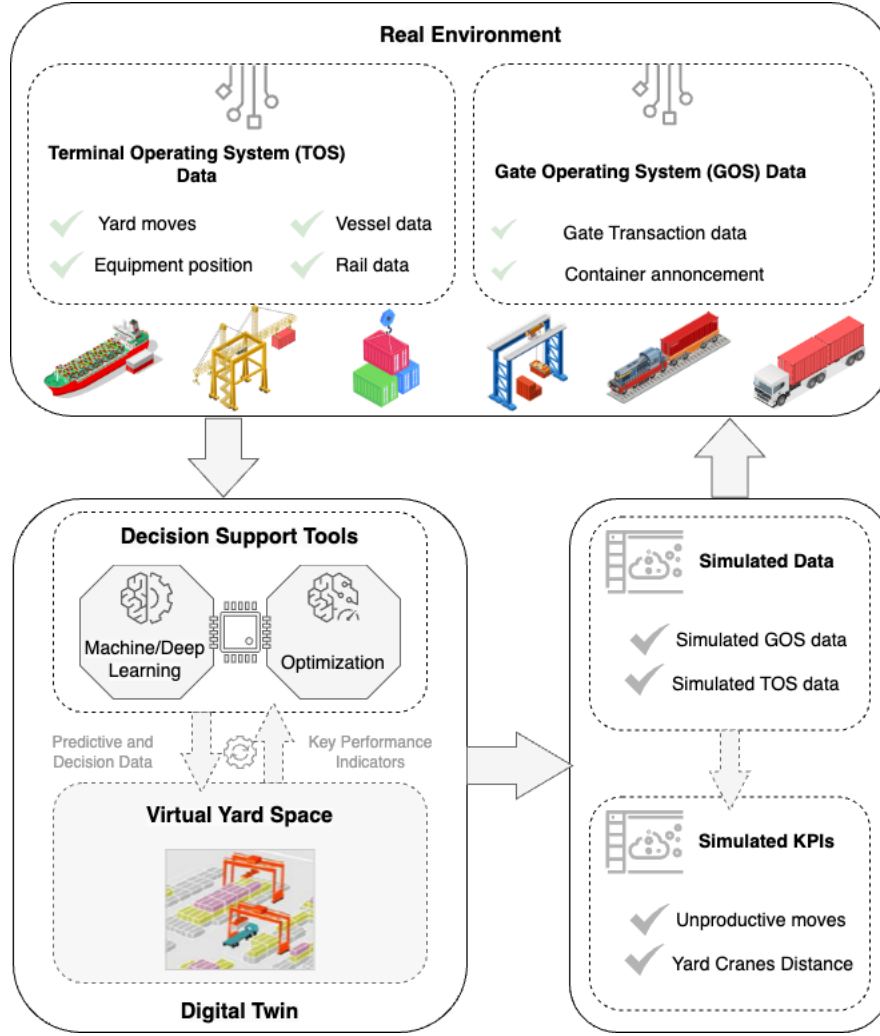 Real Environment
Terminal Operating System (TOS)
Data
Yard moves
Vessel data
Equipment position
Rail data
Gate Operating System (GOS) Data
Gate Transaction data
Container annoncement
Decision Support Tools
Machine/Deep
Learning
Optimization
Predictive and
Decision Data
Key Performance
Indicators
Virtual Yard Space
Digital Twin
Simulated Data
Simulated GOS data
Simulated TOS data
Simulated KPIs
Unproductive moves
Yard Cranes Distance